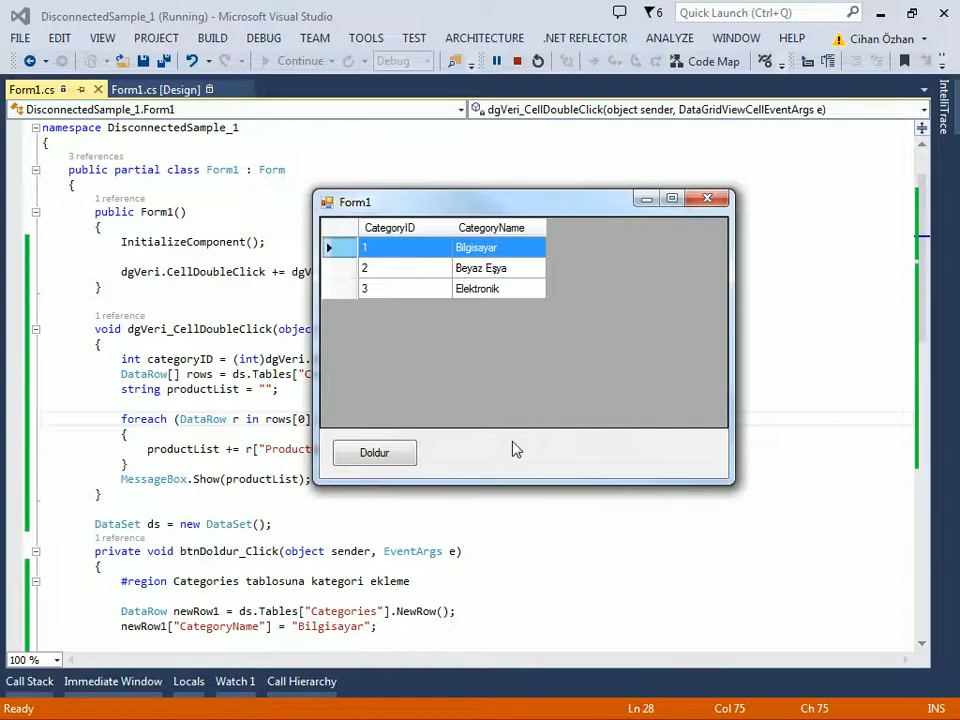 DisconnectedSample_1 (Running) - Microsoft Visual Studio
6
Quick Launch (Ctrl+Q)
FILE EDIT VIEW PROJECT BUILD DEBUG TEAM TOOLS TEST ARCHITECTURE .NET REFLECTOR ANALYZE WINDOW HELP Cihan Özhan
Continue Debug Code Map
Form1.cs Form1.cs [Design]
DisconnectedSample_1.Form1 dgVeri_CellDoubleClick(object sender, DataGridViewCellEventArgs e)
IntelliTrace
namespace DisconnectedSample_1
{
3 references
public partial class Form1 : Form
{
1 reference
public Form1()
{
InitializeComponent();
dgVeri.CellDoubleClick += dgV
}
1 reference
void dgVeri_CellDoubleClick(objec
{
int categoryID = (int)dgVeri.
DataRow[] rows = ds.Tables["C
string productList = "";
foreach (DataRow r in rows[0]
{
productList += r["Product
}
MessageBox.Show(productList);
}
DataSet ds = new DataSet();
1 reference
private void btnDoldur_Click(object sender, EventArgs e)
{
#region Categories tablosuna kategori ekleme
DataRow newRow1 = ds.Tables["Categories"].NewRow();
newRow1["CategoryName"] = "Bilgisayar";
Form1
CategoryID CategoryName
1 Bilgisayar
2 Beyaz Eşya
3 Elektronik
Doldur
100 %
Call Stack Immediate Window Locals Watch 1 Call Hierarchy
Ready Ln 28 Col 75 Ch 75 INS